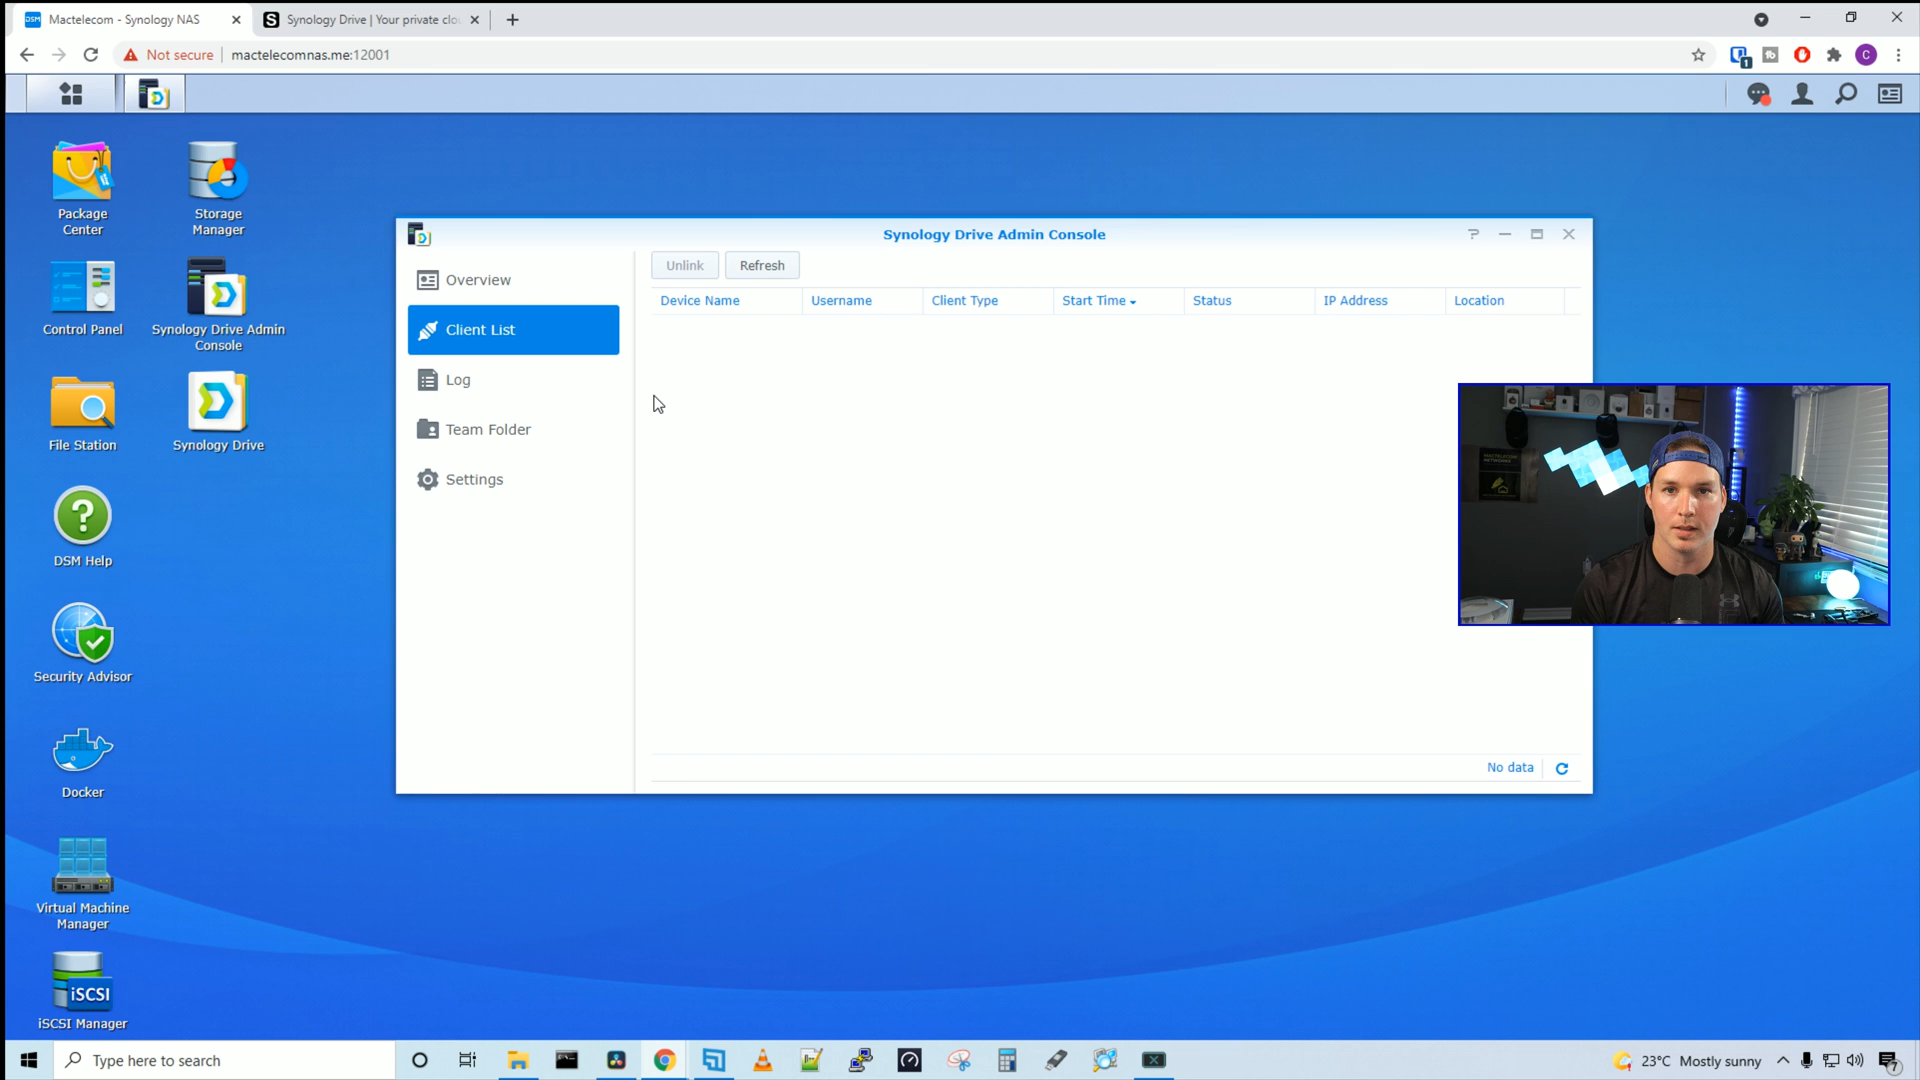 Mactelecom - Synology NAS
Synology Drive | Your private clo
Not secure
mactelecomnas.me:12001
Package
Center
Storage
Manager
Control Panel
Synology Drive Admin
Console
File Station
Synology Drive
DSM Help
Security Advisor
Docker
Virtual Machine
Manager
iSCSI
iSCSI Manager
Synology Drive Admin Console
Overview
Client List
Log
Team Folder
Settings
Unlink
Refresh
Device Name
Username
Client Type
Start Time
Status
IP Address
Location
No data
Type here to search
23°C Mostly sunny
7